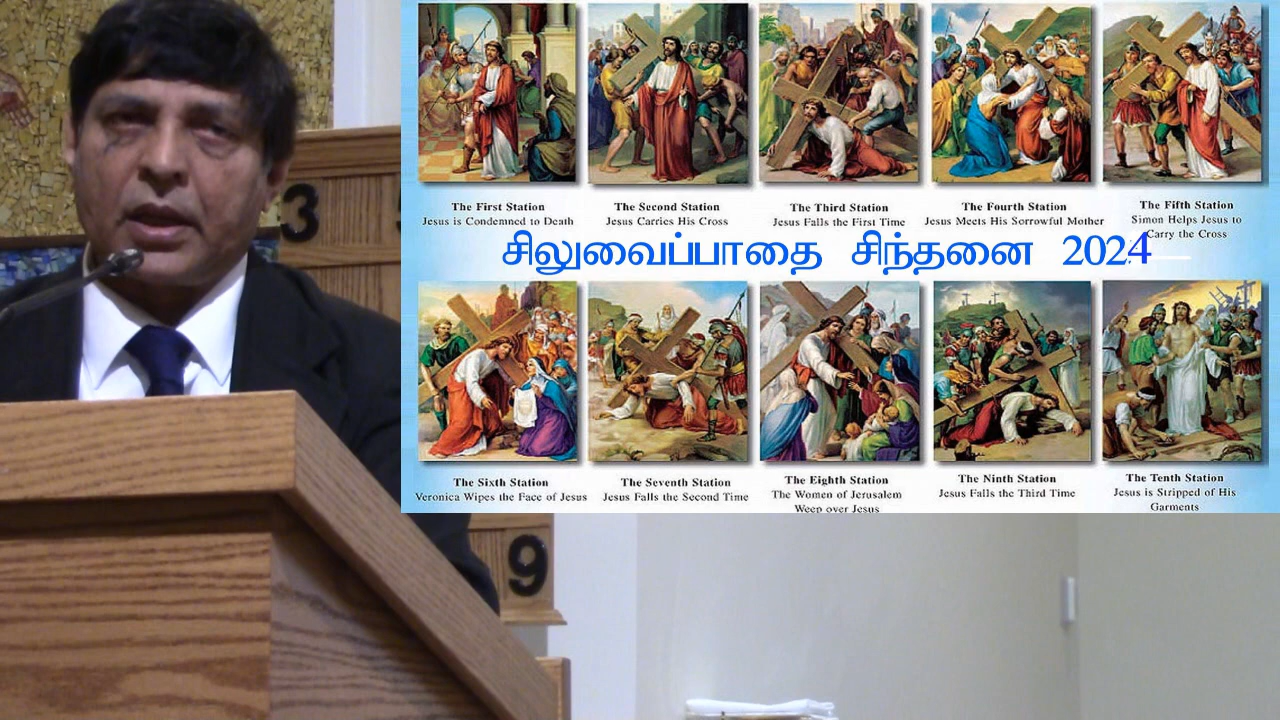 The First Station
Jesus is Condemned to Death
The Second Station
Jesus Carries His Cross
The Third Station
Jesus Falls the First Time
The Fourth Station
Jesus Meets His Sorrowful Mother
The Fifth Station
Simon Helps Jesus to
Carry the Cross
சிலுவைப்பாதை சிந்தனை 2024
The Sixth Station
Veronica Wipes the Face of Jesus
The Seventh Station
Jesus Falls the Second Time
The Eighth Station
The Women of Jerusalem
Weep over Jesus
The Ninth Station
Jesus Falls the Third Time
The Tenth Station
Jesus is Stripped of His
Garments
3
9